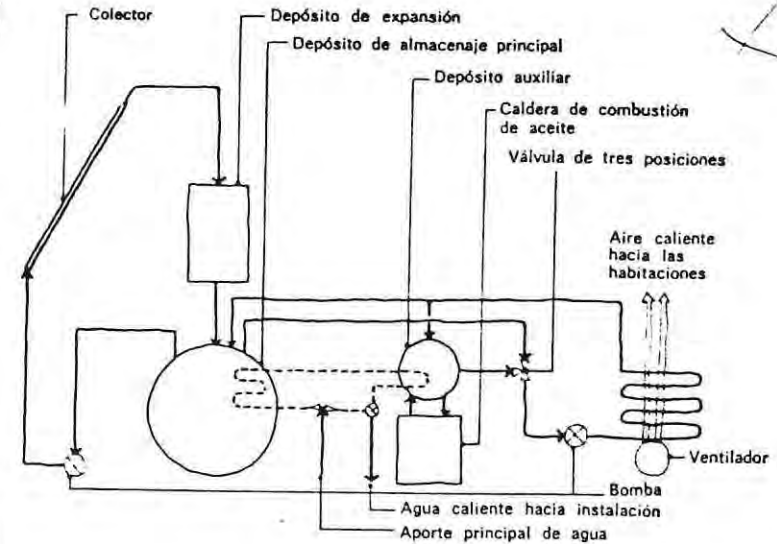 Colector
Depósito de expansión
Depósito de almacenaje principal
Depósito auxiliar
Caldera de combustión
de aceite
Válvula de tres posiciones
Aire caliente
hacia las
habitaciones
Ventilador
Bomba
Agua caliente hacia instalación
Aporte principal de agua